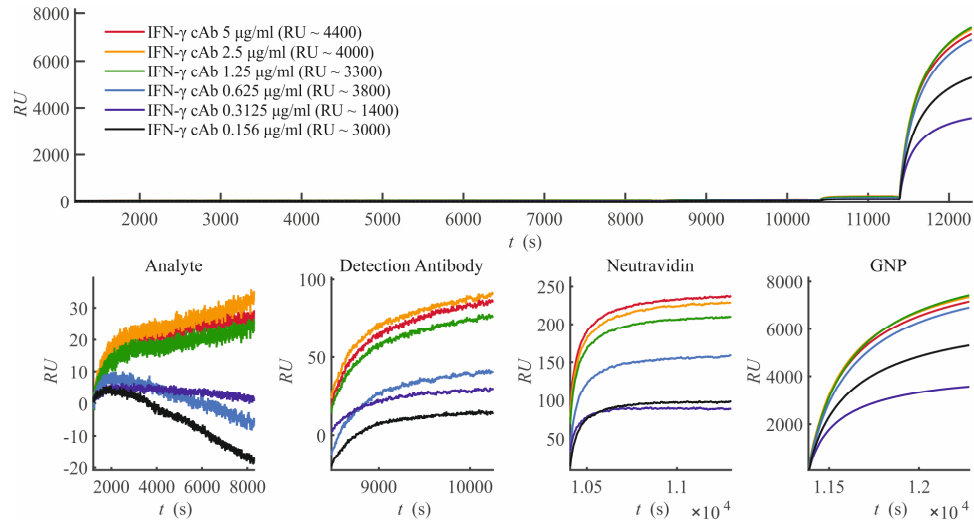 8000
6000
4000
2000
0
RU
IFN-γ cAb 5 μg/ml (RU ~ 4400)
IFN-γ cAb 2.5 μg/ml (RU ~ 4000)
IFN-γ cAb 1.25 μg/ml (RU ~ 3300)
IFN-γ cAb 0.625 μg/ml (RU ~ 3800)
IFN-γ cAb 0.3125 μg/ml (RU ~ 1400)
IFN-γ cAb 0.156 μg/ml (RU ~ 3000)
2000 3000 4000 5000 6000 7000 8000 9000 10000 11000 12000
t (s)
Analyte
30
20
10
0
-10
-20
RU
2000 4000 6000 8000
t (s)
Detection Antibody
100
50
0
RU
9000 10000
t (s)
Neutravidin
250
200
150
100
50
RU
1.05 1.1
t (s) ×10⁴
GNP
8000
6000
4000
2000
RU
1.15 1.2
t (s) ×10⁴